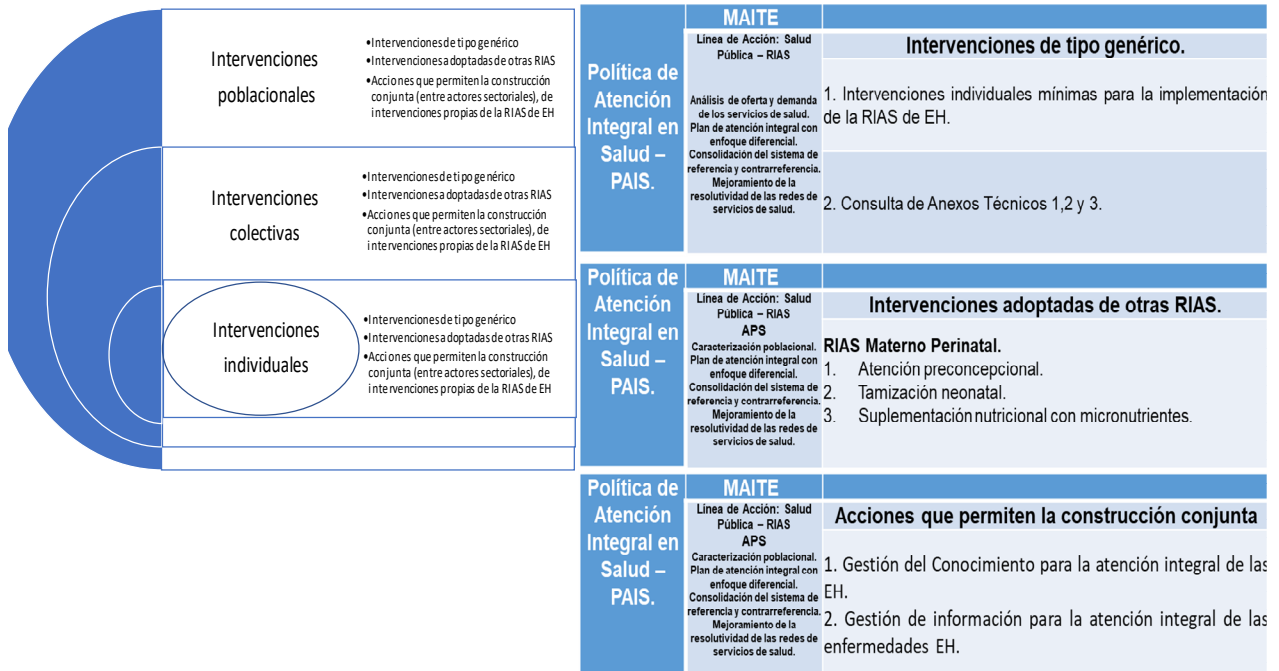 Intervenciones
poblacionales
•Intervenciones de tipo genérico
•Intervenciones adoptadas de otras RIAS
•Acciones que permiten la construcción
conjunta (entre actores sectoriales), de
intervenciones propias de la RIAS de EH
Intervenciones
colectivas
•Intervenciones de tipo genérico
•Intervenciones adoptadas de otras RIAS
•Acciones que permiten la construcción
conjunta (entre actores sectoriales), de
intervenciones propias de la RIAS de EH
Intervenciones
individuales
•Intervenciones de tipo genérico
•Intervenciones adoptadas de otras RIAS
•Acciones que permiten la construcción
conjunta (entre actores sectoriales), de
intervenciones propias de la RIAS de EH
Política de
Atención
Integral en
Salud –
PAIS.
MAITE
Línea de Acción: Salud
Pública – RIAS
Análisis de oferta y demanda
de los servicios de salud.
Plan de atención integral con
enfoque diferencial.
Consolidación del sistema de
referencia y contrarreferencia.
Mejoramiento de la
resolutividad de las redes de
servicios de salud.
Intervenciones de tipo genérico.
1. Intervenciones individuales mínimas para la implementación
de la RIAS de EH.
2. Consulta de Anexos Técnicos 1,2 y 3.
Política de
Atención
Integral en
Salud –
PAIS.
MAITE
Línea de Acción: Salud
Pública – RIAS
APS
Caracterización poblacional.
Plan de atención integral con
enfoque diferencial.
Consolidación del sistema de
referencia y contrarreferencia.
Mejoramiento de la
resolutividad de las redes de
servicios de salud.
Intervenciones adoptadas de otras RIAS.
RIAS Materno Perinatal.
1. Atención preconcepcional.
2. Tamización neonatal.
3. Suplementación nutricional con micronutrientes.
Política de
Atención
Integral en
Salud –
PAIS.
MAITE
Línea de Acción: Salud
Pública – RIAS
APS
Caracterización poblacional.
Plan de atención integral con
enfoque diferencial.
Consolidación del sistema de
referencia y contrarreferencia.
Mejoramiento de la
resolutividad de las redes de
servicios de salud.
Acciones que permiten la construcción conjunta
1. Gestión del Conocimiento para la atención integral de las
EH.
2. Gestión de información para la atención integral de las
enfermedades EH.